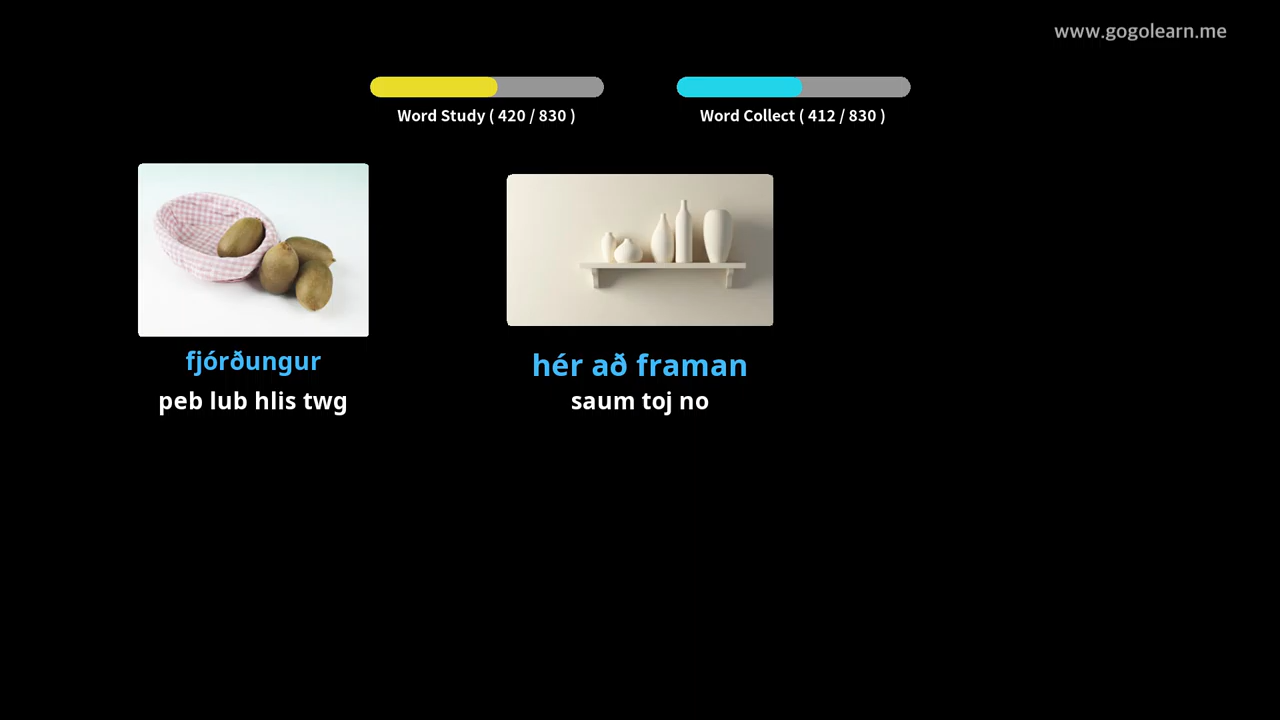 www.gogolearn.me
Word Study ( 420 / 830 )
Word Collect ( 412 / 830 )
fjórðungur
peb lub hlis twg
hér að framan
saum toj no